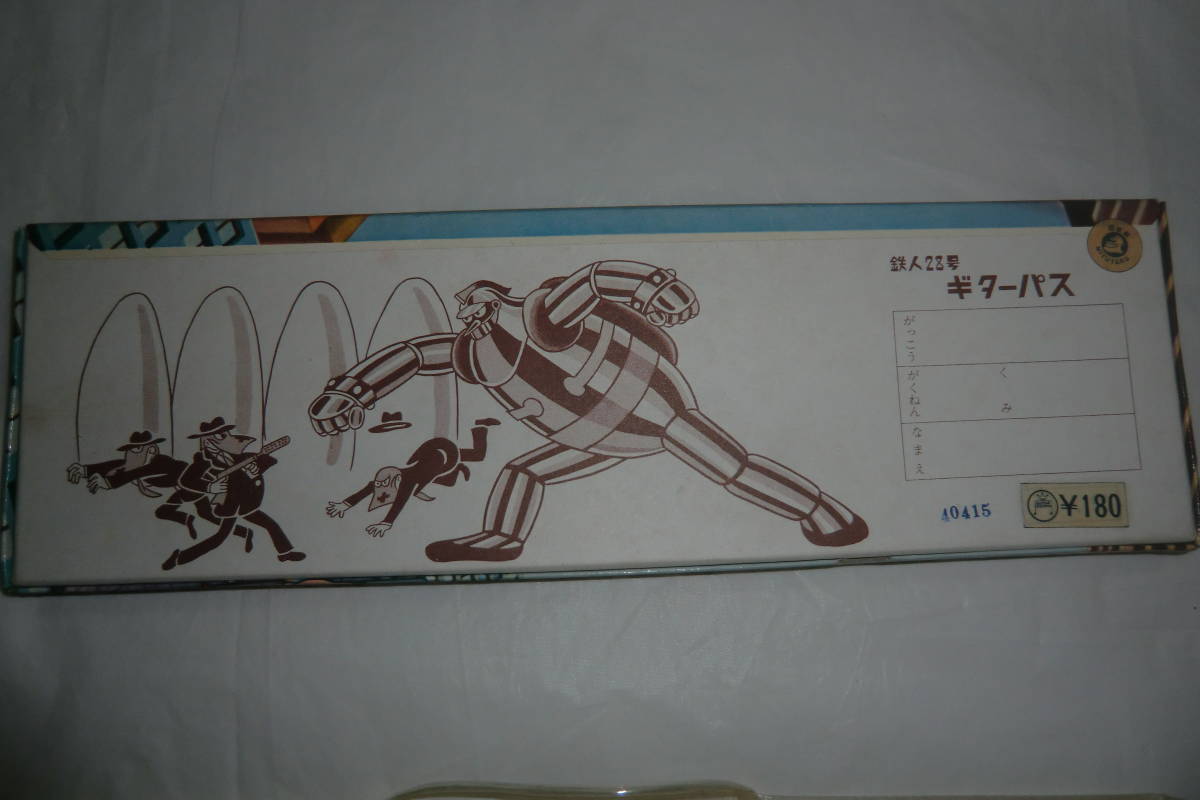 鉄人28号
ギターパス
がっこう
がくねん
くみ
なまえ
40415
¥180